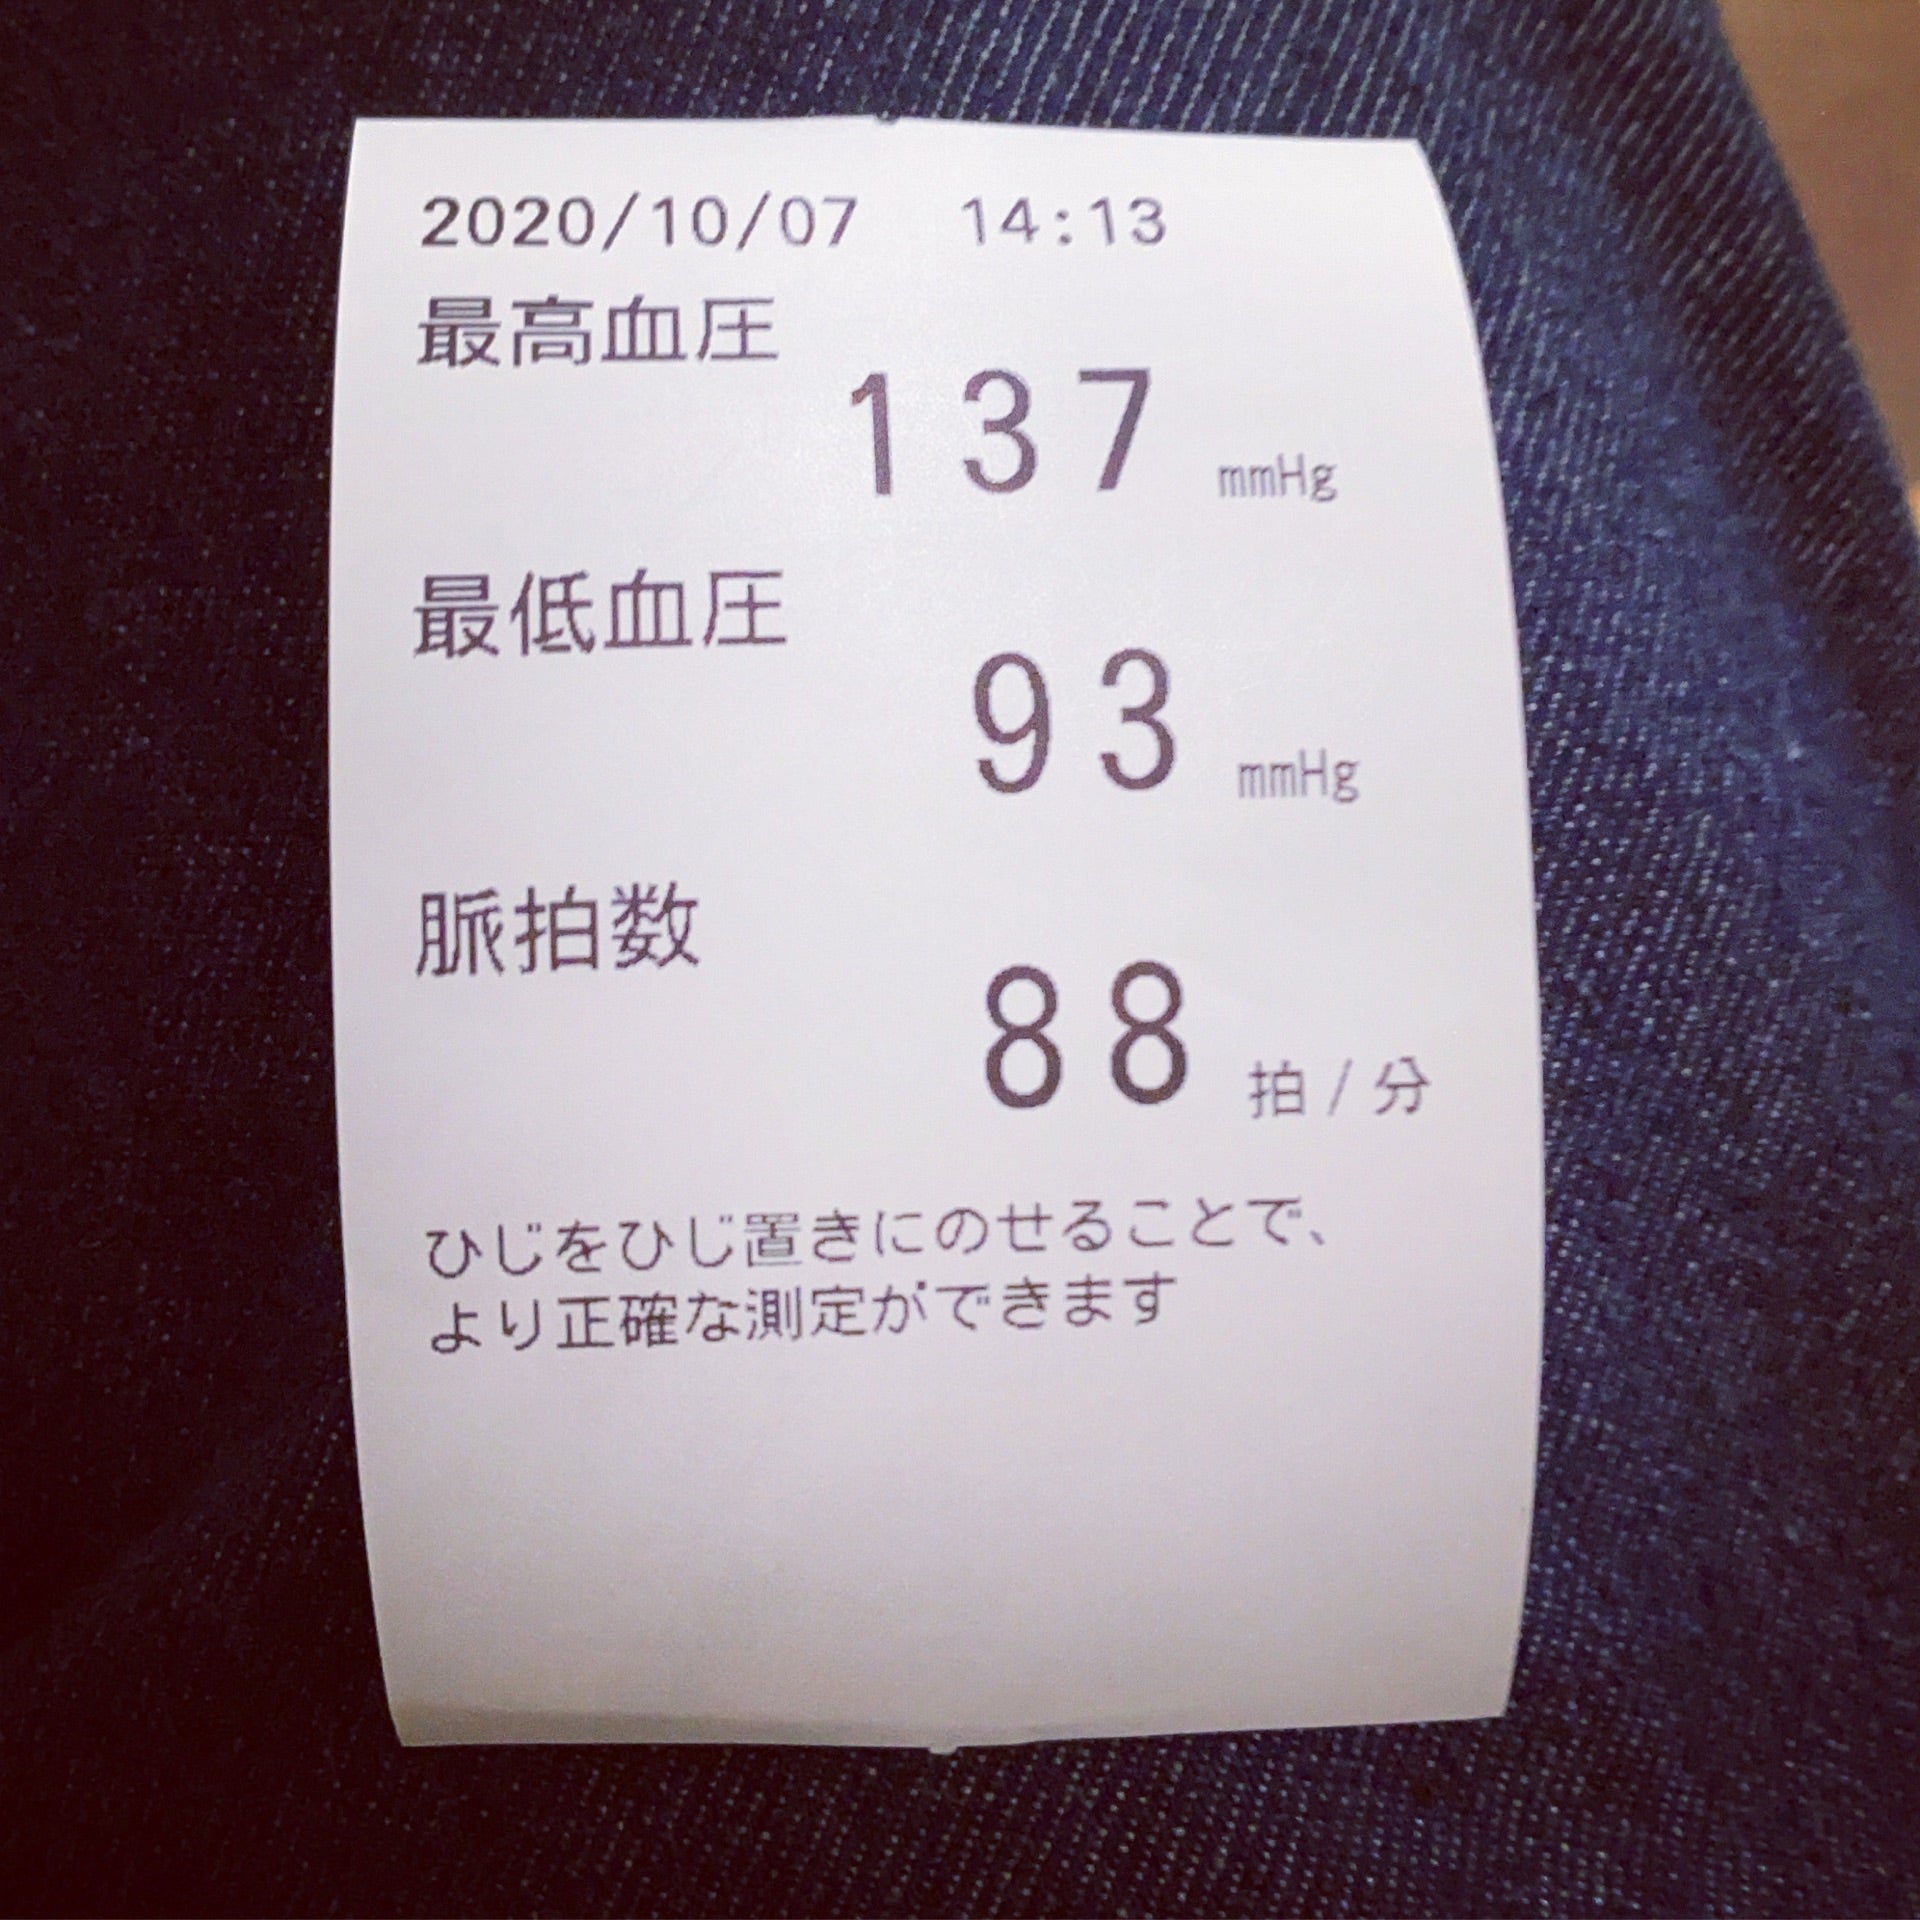 2020/10/07 14:13
最高血圧
137 mmHg
最低血圧
93 mmHg
脈拍数
88 拍/分
ひじをひじ置きにのせることで、
より正確な測定ができます